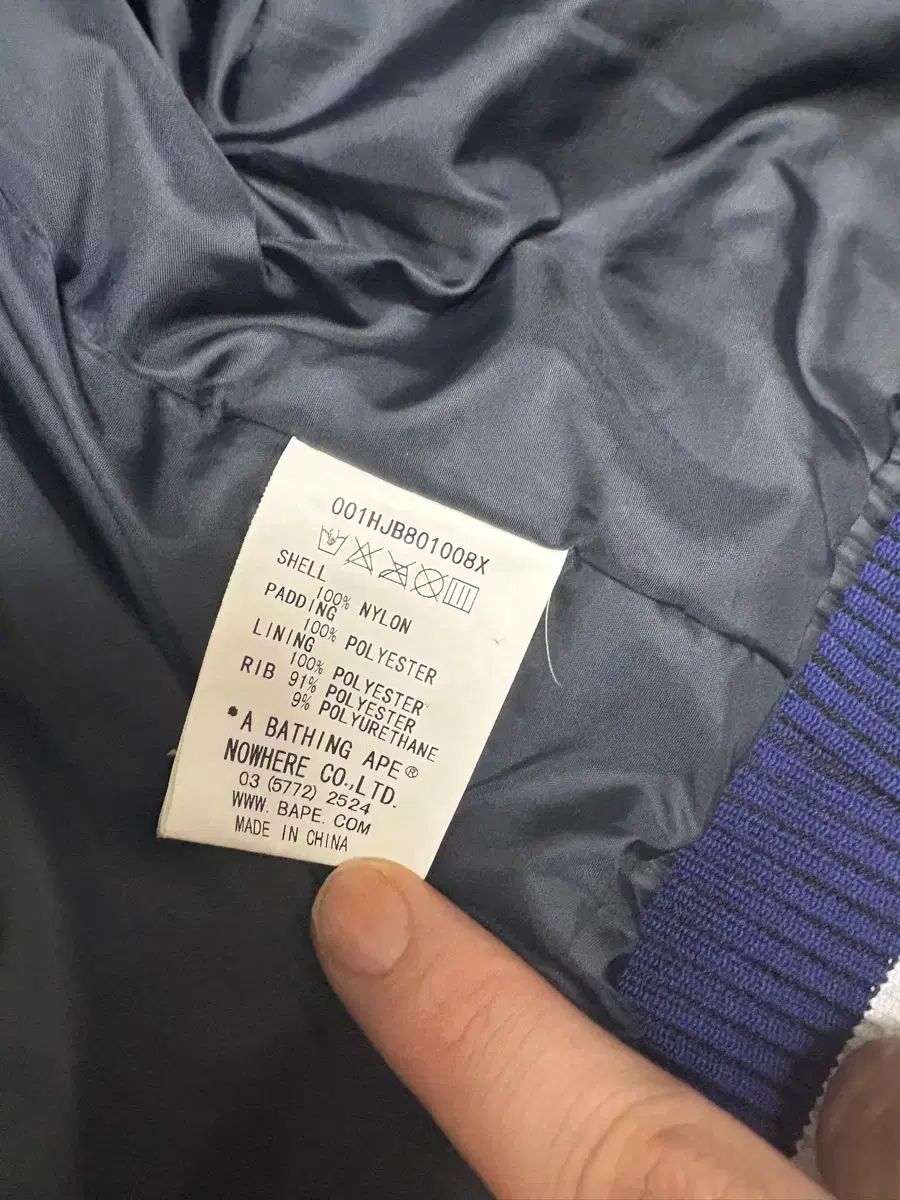 001HJB801008X
SHELL
100% NYLON
PADDING
100% POLYESTER
LINING
100% POLYESTER
RIB 91% POLYESTER
9% POLYURETHANE
*A BATHING APE®
NOWHERE CO.,LTD.
03 (5772) 2524
WWW. BAPE. COM
MADE IN CHINA